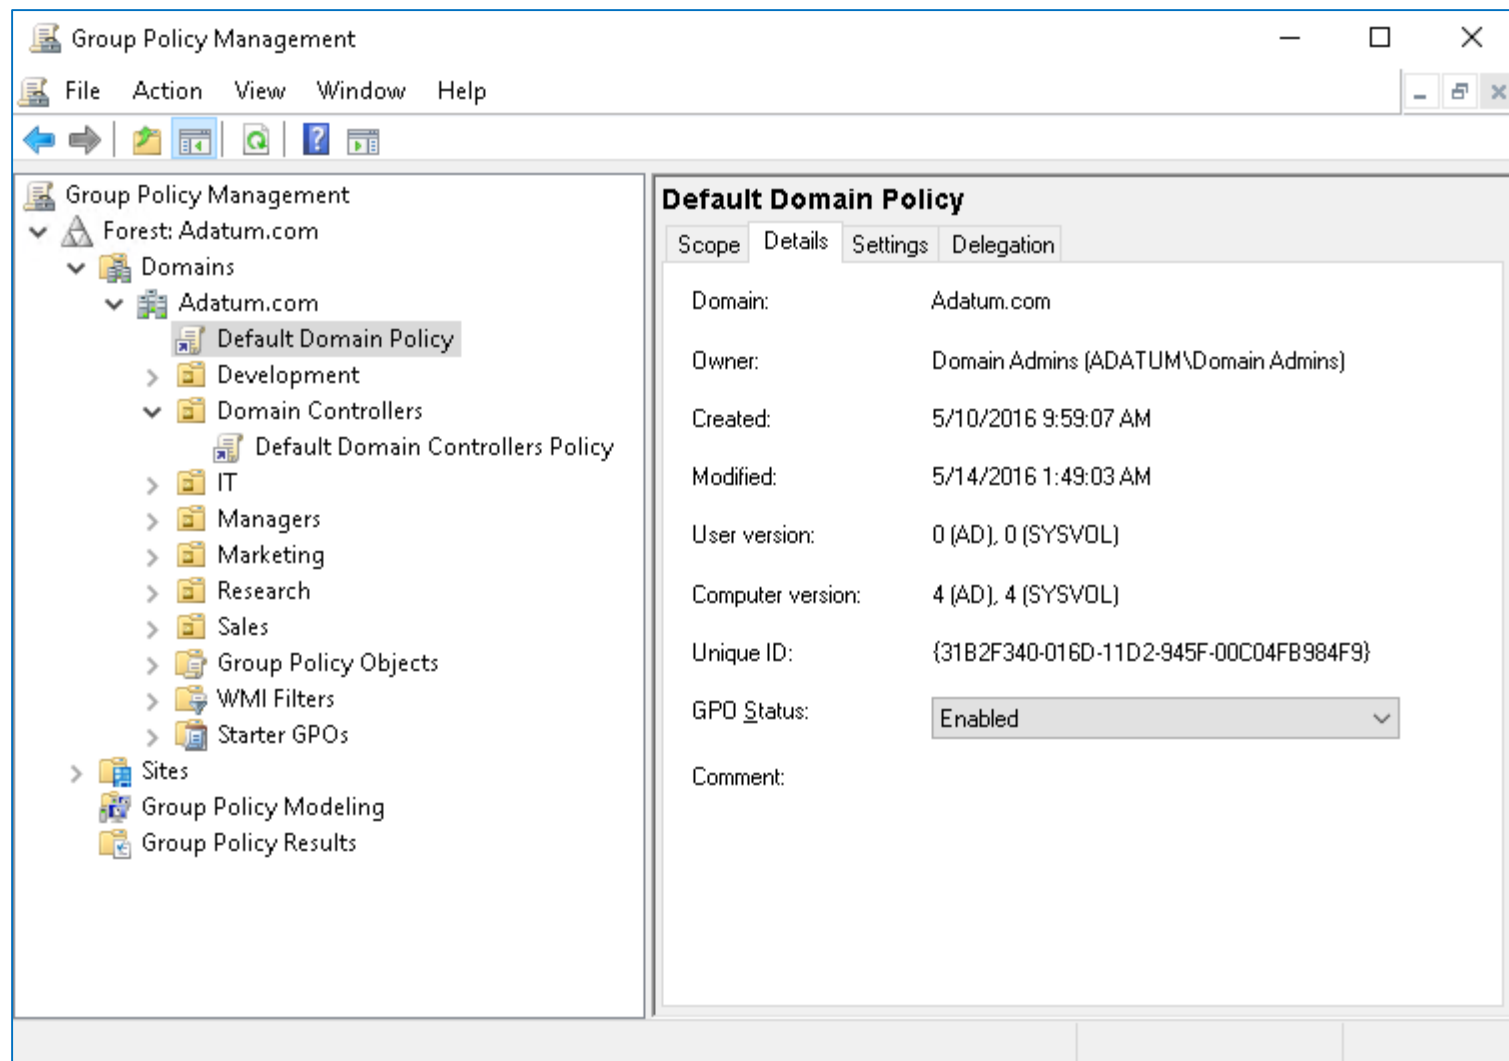 Group Policy Management
File Action View Window Help
Group Policy Management
Forest: Adatum.com
Domains
Adatum.com
Default Domain Policy
Development
Domain Controllers
Default Domain Controllers Policy
IT
Managers
Marketing
Research
Sales
Group Policy Objects
WMI Filters
Starter GPOs
Sites
Group Policy Modeling
Group Policy Results
Default Domain Policy
Scope Details Settings Delegation
Domain: Adatum.com
Owner: Domain Admins (ADATUM\Domain Admins)
Created: 5/10/2016 9:59:07 AM
Modified: 5/14/2016 1:49:03 AM
User version: 0 (AD), 0 (SYSVOL)
Computer version: 4 (AD), 4 (SYSVOL)
Unique ID: {31B2F340-016D-11D2-945F-00C04FB984F9}
GPO Status: Enabled
Comment: